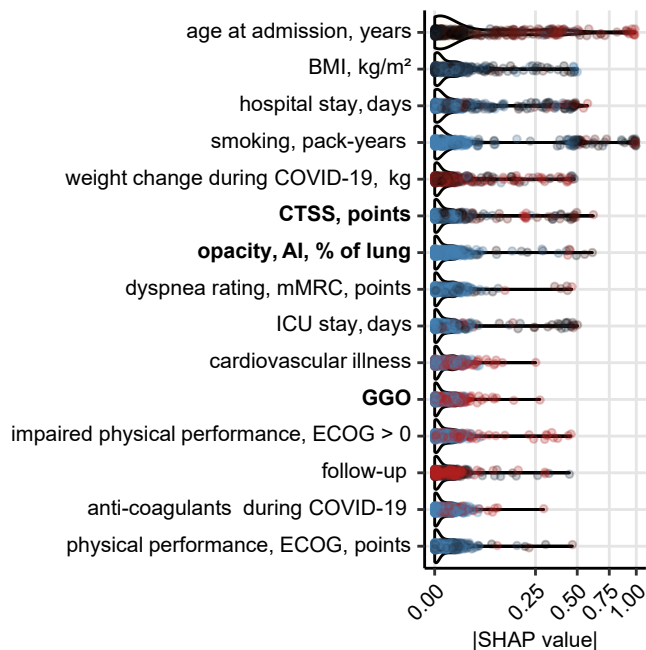 age at admission, years
BMI, kg/m²
hospital stay, days
smoking, pack-years
weight change during COVID-19, kg
CTSS, points
opacity, AI, % of lung
dyspnea rating, mMRC, points
ICU stay, days
cardiovascular illness
GGO
impaired physical performance, ECOG > 0
follow-up
anti-coagulants during COVID-19
physical performance, ECOG, points
0.00 0.25 0.50 0.75 1.00
|SHAP value|